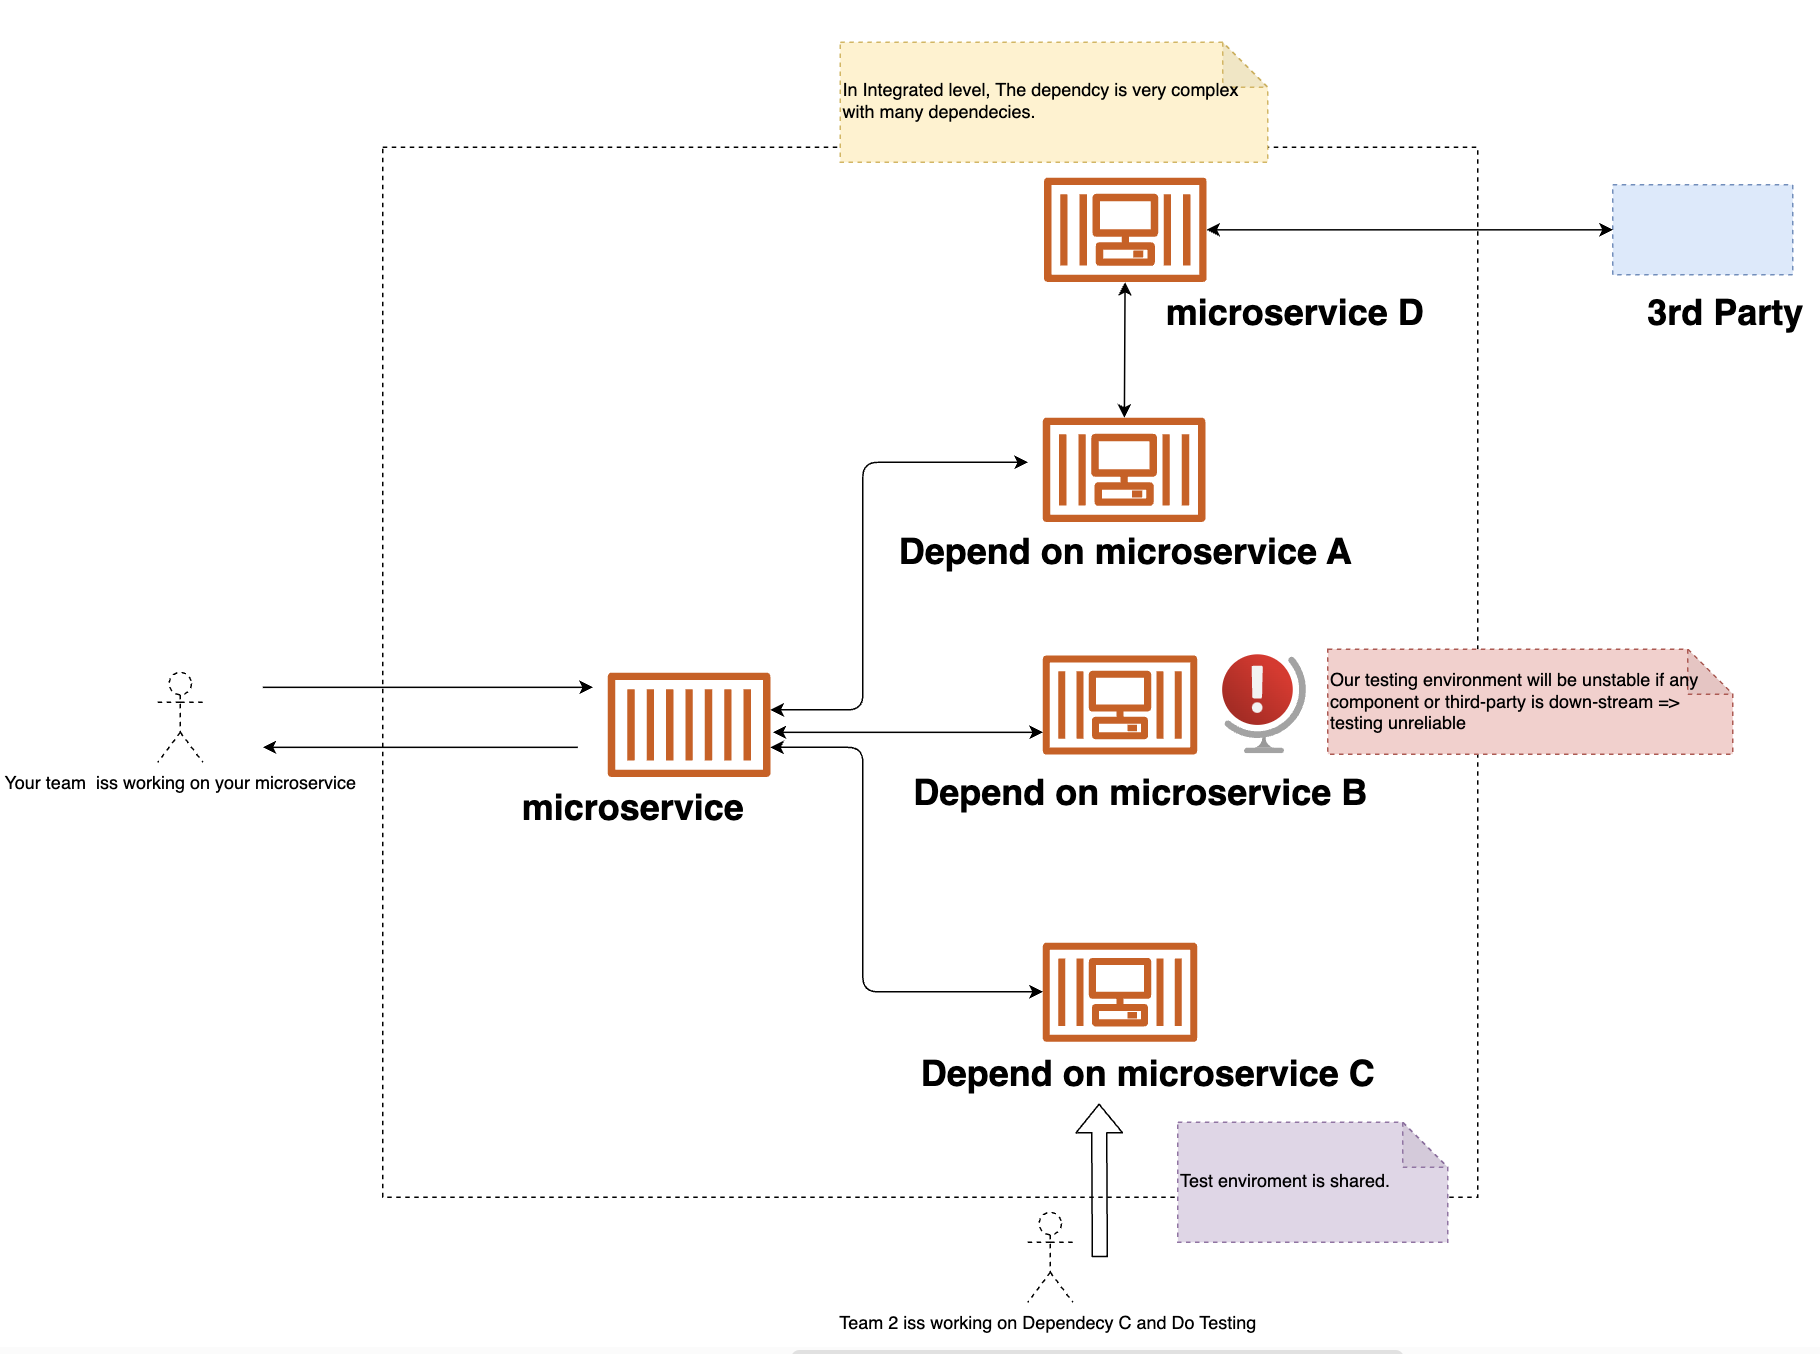 In Integrated level, The dependcy is very complex
with many dependecies.
microservice D
3rd Party
Depend on microservice A
Our testing environment will be unstable if any
component or third-party is down-stream =>
testing unreliable
Your team  iss working on your microservice
microservice
Depend on microservice B
Depend on microservice C
Test enviroment is shared.
Team 2 iss working on Dependecy C and Do Testing